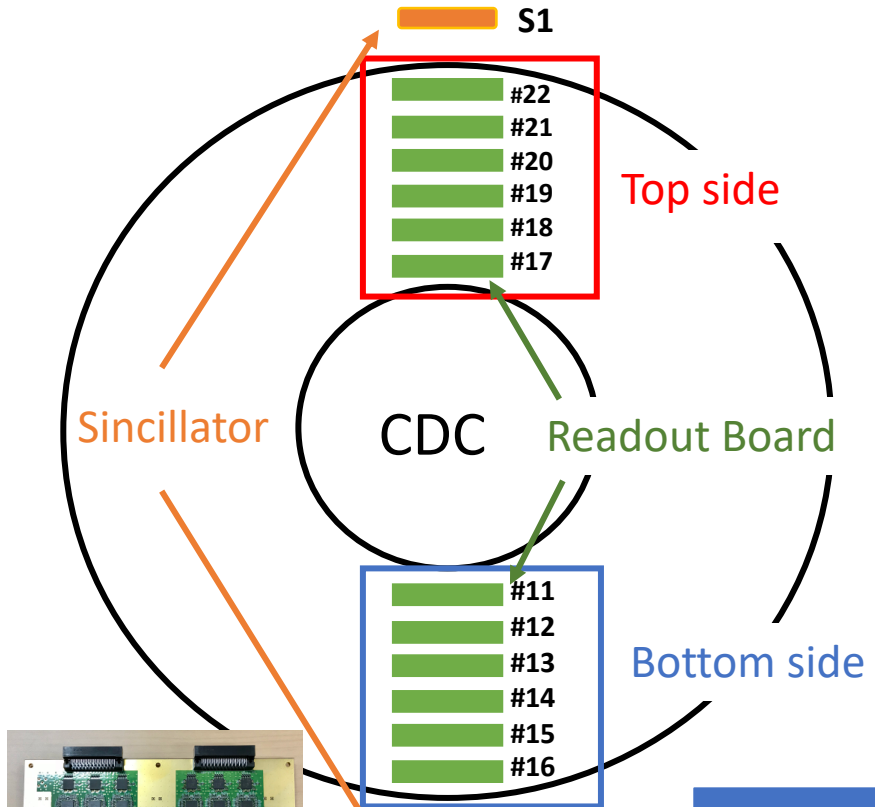 S1
#22
#21
#20
#19
#18
#17
Top side
Sincillator
CDC
Readout Board
#11
#12
#13
#14
#15
#16
Bottom side